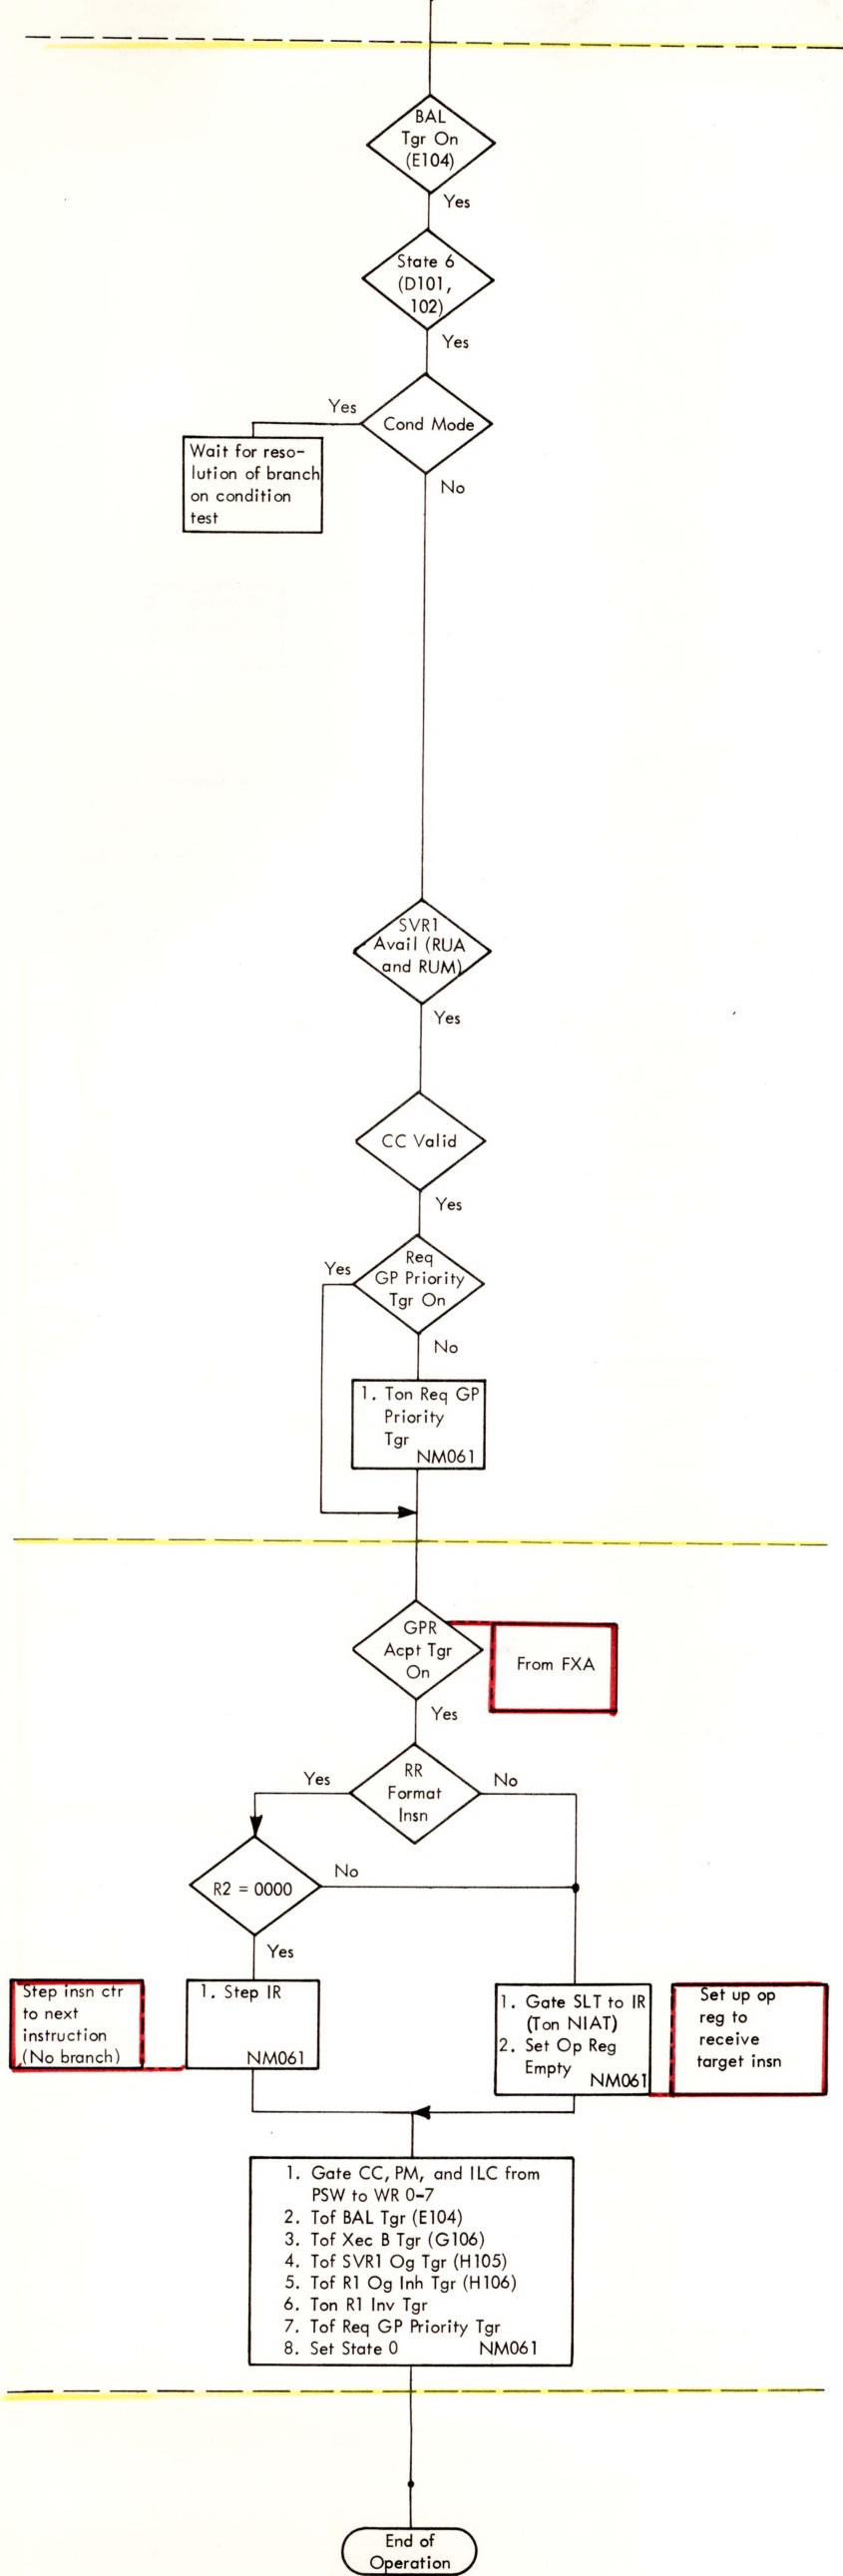 BAL
Tgr On
(E104)
Yes
State 6
(D101,
102)
Yes
Cond Mode
Yes
Wait for reso-
lution of branch
on condition
test
No
SVR1
Avail (RUA
and RUM)
Yes
CC Valid
Yes
Req
GP Priority
Tgr On
Yes
No
1. Ton Req GP
Priority
Tgr
NM061
GPR
Acpt Tgr
On
From FXA
Yes
RR
Format
Insn
Yes
No
R2 = 0000
No
Yes
Step insn ctr
to next
instruction
(No branch)
1. Step IR
NM061
1. Gate SLT to IR
(Ton NIAT)
2. Set Op Reg
Empty
NM061
Set up op
reg to
receive
target insn
1. Gate CC, PM, and ILC from
PSW to WR 0-7
2. Tof BAL Tgr (E104)
3. Tof Xec B Tgr (G106)
4. Tof SVR1 Og Tgr (H105)
5. Tof R1 Og Inh Tgr (H106)
6. Ton R1 Inv Tgr
7. Tof Req GP Priority Tgr
8. Set State 0 NM061
End of
Operation